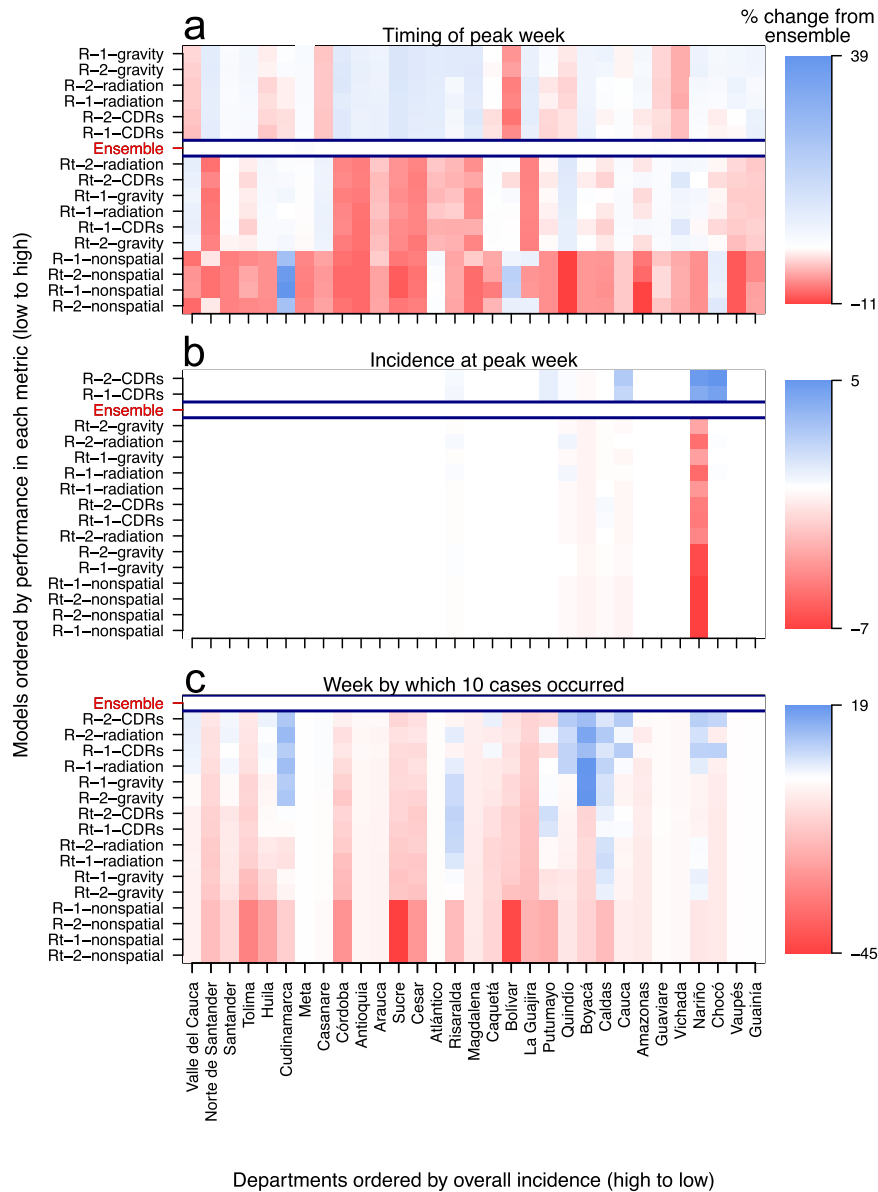 a
Timing of peak week
% change from
ensemble
R−1−gravity
R−2−gravity
R−2−radiation
R−1−radiation
R−2−CDRs
R−1−CDRs
Ensemble
Rt−2−radiation
Rt−2−CDRs
Rt−1−gravity
Rt−1−radiation
Rt−1−CDRs
Rt−2−gravity
R−1−nonspatial
Rt−2−nonspatial
Rt−1−nonspatial
R−2−nonspatial
39
−11
b
Incidence at peak week
R−2−CDRs
R−1−CDRs
Ensemble
Rt−2−gravity
R−2−radiation
Rt−1−gravity
R−1−radiation
Rt−1−radiation
Rt−2−CDRs
Rt−1−CDRs
Rt−2−radiation
R−2−gravity
R−1−gravity
Rt−1−nonspatial
Rt−2−nonspatial
R−2−nonspatial
R−1−nonspatial
5
−7
Models ordered by performance in each metric (low to high)
c
Week by which 10 cases occurred
Ensemble
R−2−CDRs
R−2−radiation
R−1−CDRs
R−1−radiation
R−1−gravity
R−2−gravity
Rt−2−CDRs
Rt−1−CDRs
Rt−2−radiation
Rt−1−radiation
Rt−1−gravity
Rt−2−gravity
R−1−nonspatial
R−2−nonspatial
Rt−1−nonspatial
Rt−2−nonspatial
19
−45
Valle del Cauca
Norte de Santander
Santander
Tolima
Huila
Cudinamarca
Meta
Casanare
Córdoba
Antioquia
Arauca
Sucre
Cesar
Atlántico
Risaralda
Magdalena
Caquetá
Bolívar
La Guajira
Putumayo
Quindío
Boyacá
Caldas
Cauca
Amazonas
Guaviare
Vichada
Nariño
Chocó
Vaupés
Guainía
Departments ordered by overall incidence (high to low)